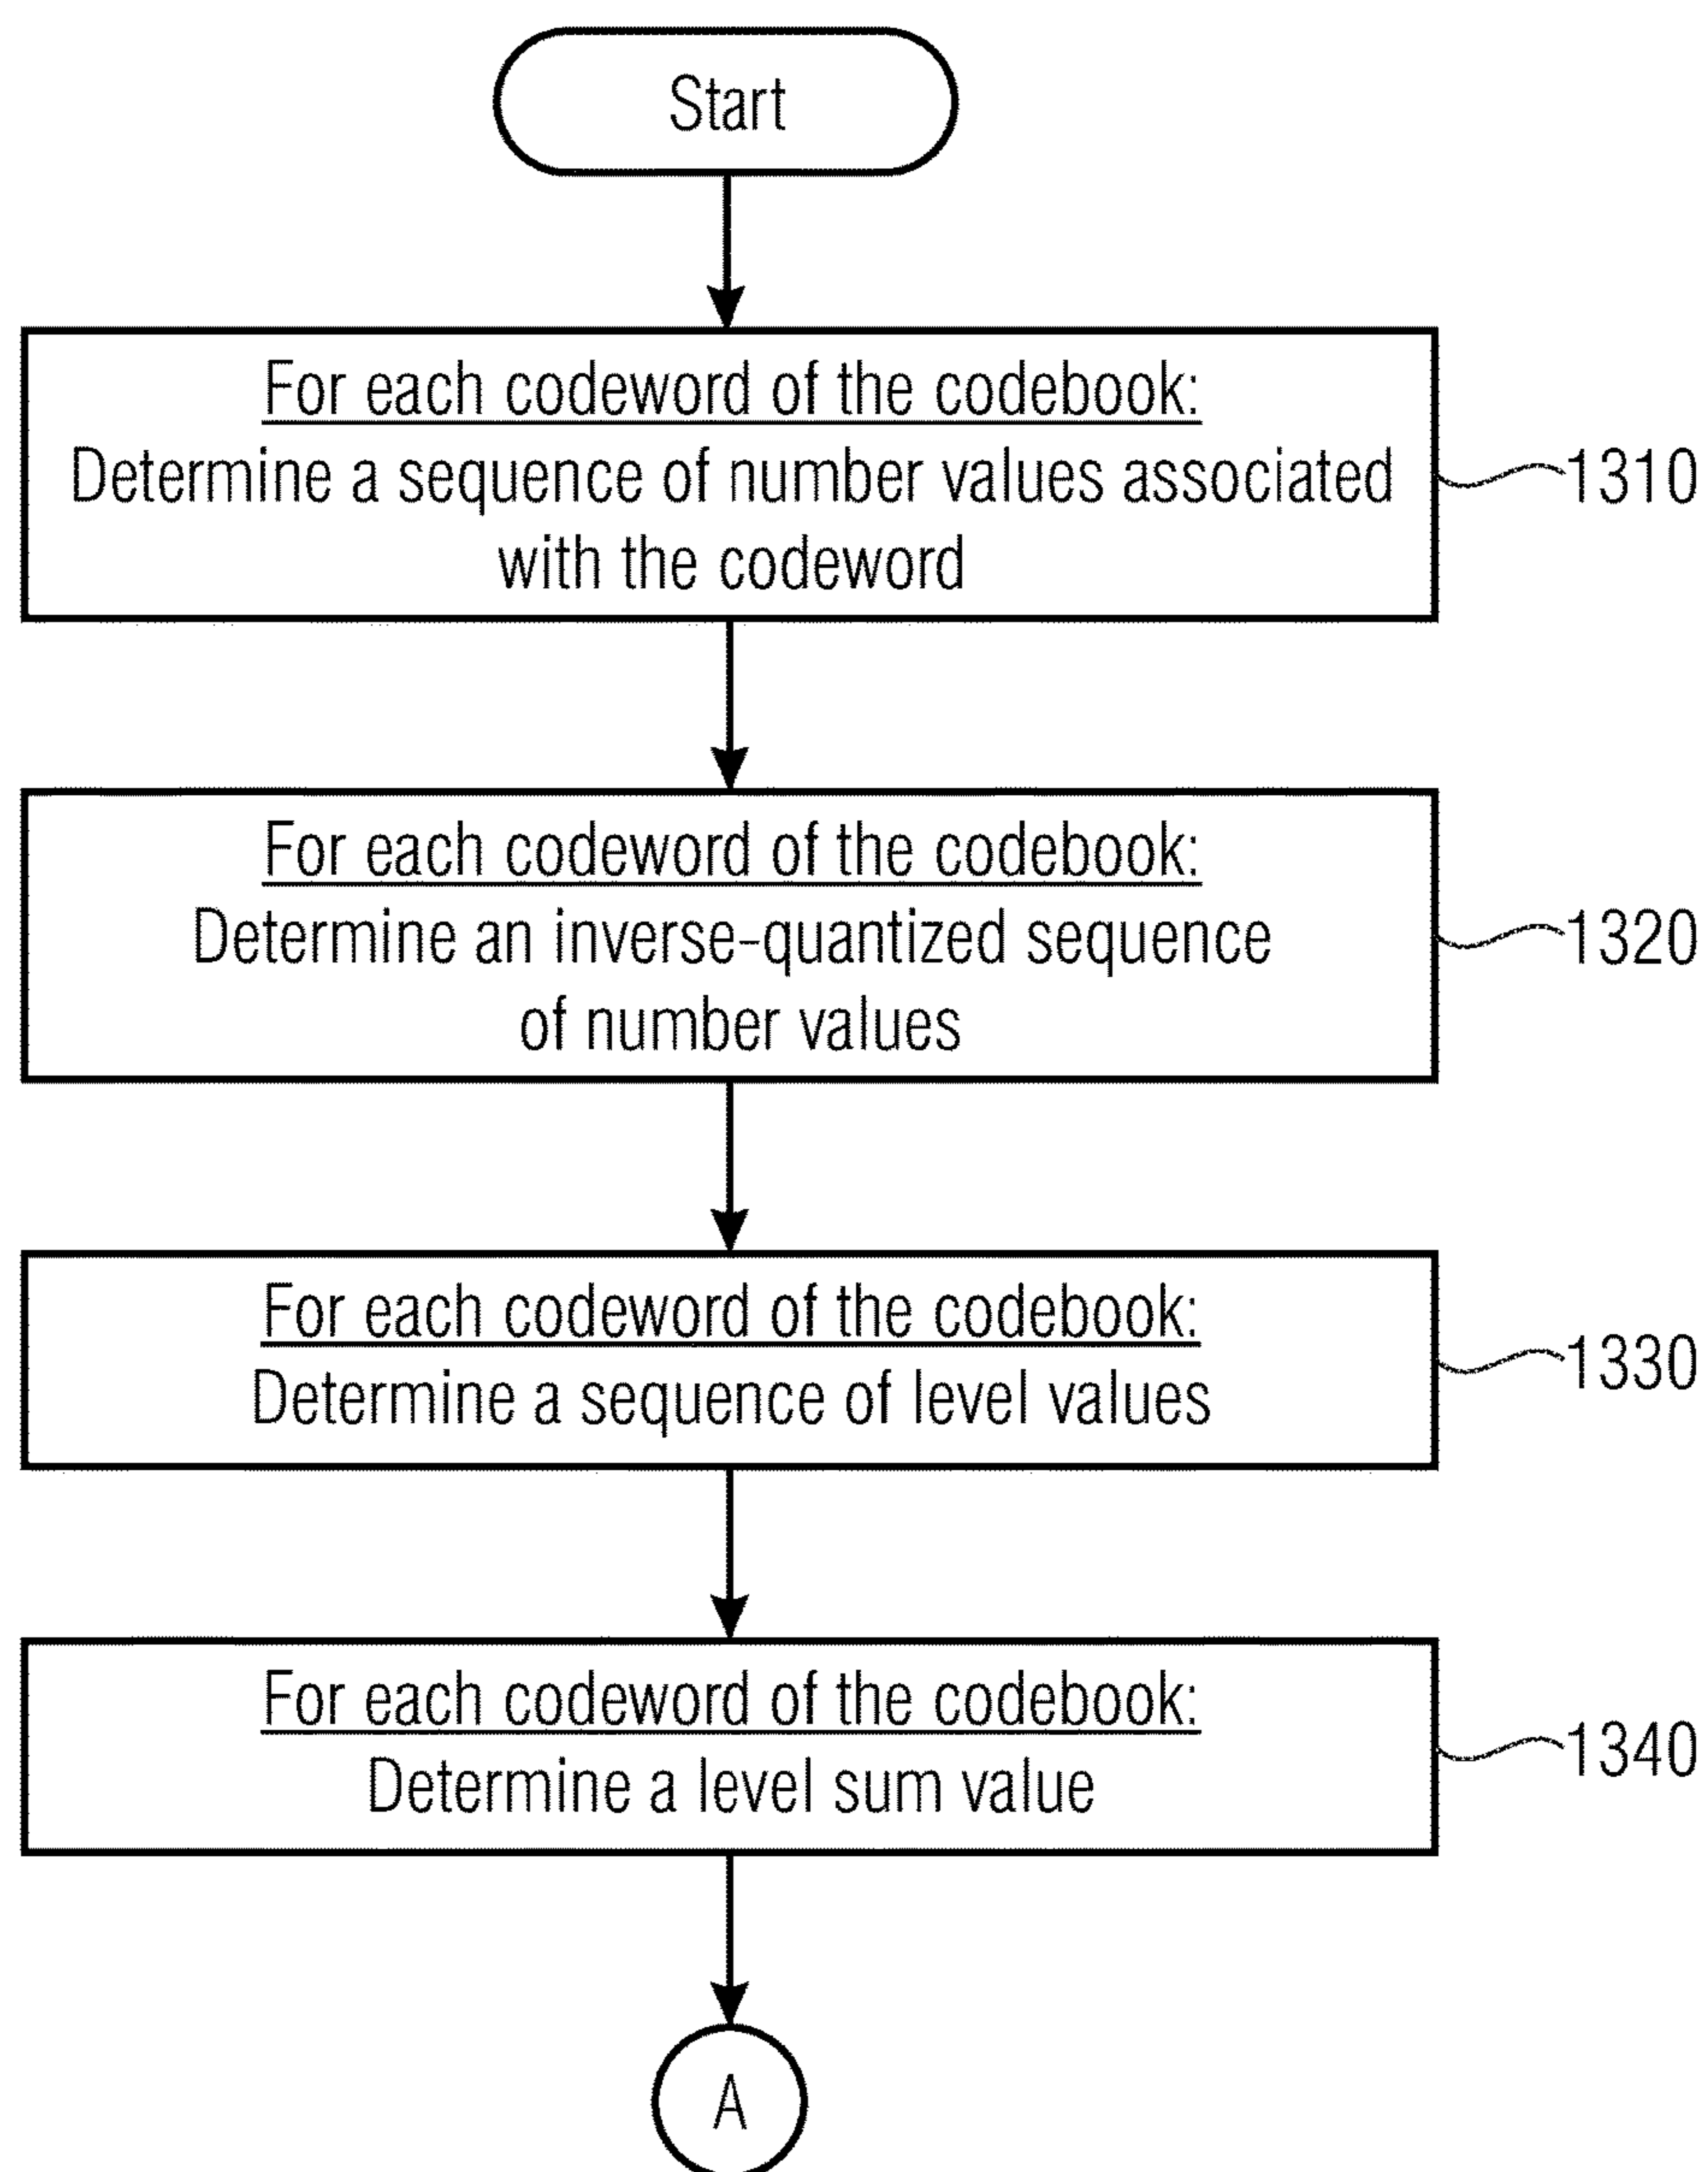 Start
For each codeword of the codebook:
Determine a sequence of number values associated
with the codeword
1310
For each codeword of the codebook:
Determine an inverse-quantized sequence
of number values
1320
For each codeword of the codebook:
Determine a sequence of level values
1330
For each codeword of the codebook:
Determine a level sum value
1340
A